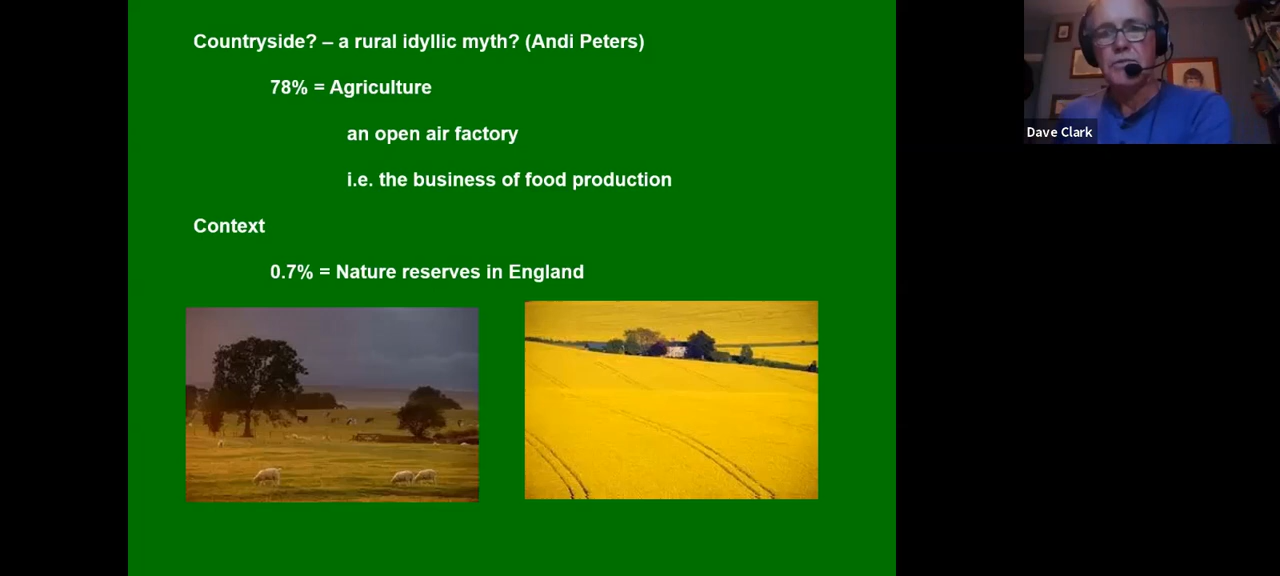 Countryside? – a rural idyllic myth? (Andi Peters)
78% = Agriculture
an open air factory
i.e. the business of food production
Context
0.7% = Nature reserves in England
Dave Clark